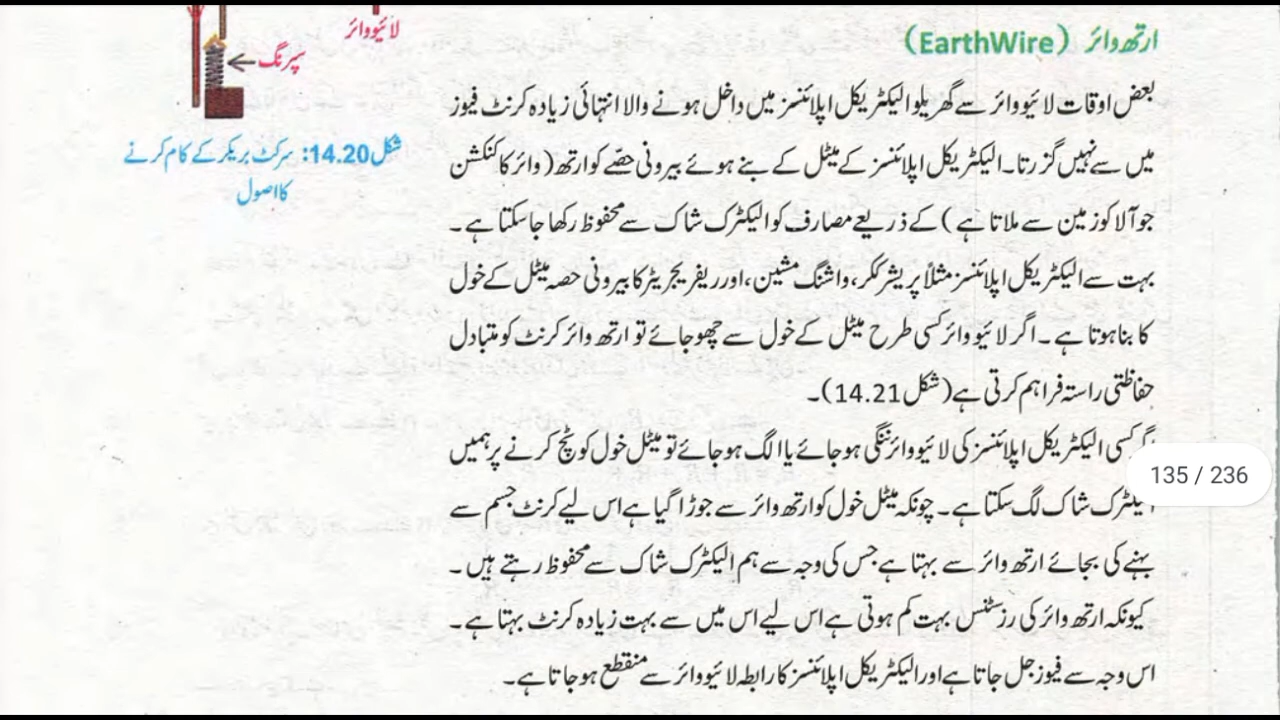 ارتھ وائر (EarthWire)
بعض اوقات لائیو وائر سے گھریلو الیکٹریکل اپلائنسز میں داخل ہونے والا انتہائی زیادہ کرنٹ فیوز
میں سے نہیں گزرتا۔ الیکٹریکل اپلائنسز کے میٹل کے بنے ہوئے بیرونی حصّے کو ارتھ (وائر کا کنکشن
جو آلا کو زمین سے ملاتا ہے) کے ذریعے مصارف کو الیکٹرک شاک سے محفوظ رکھا جاسکتا ہے۔
بہت سے الیکٹریکل اپلائنسز مثلاً پریشر ککر، واشنگ مشین، اور ریفریجریٹر کا بیرونی حصہ میٹل کے خول
کا بنا ہوتا ہے۔ اگر لائیو وائر کسی طرح میٹل کے خول سے چھو جائے تو ارتھ وائر کرنٹ کو متبادل
حفاظتی راستہ فراہم کرتی ہے (شکل 14.21)۔
کسی الیکٹریکل اپلائنسز کی لائیو وائر ننگی ہو جائے یا الگ ہو جائے تو میٹل خول کو ٹچ کرنے پر ہمیں
شاک لگ سکتا ہے۔ چونکہ میٹل خول کو ارتھ وائر سے جوڑا گیا ہے اس لیے کرنٹ جسم سے
بہنے کی بجائے ارتھ وائر سے بہتا ہے جس کی وجہ سے ہم الیکٹرک شاک سے محفوظ رہتے ہیں۔
کیونکہ ارتھ وائر کی رزسٹنس بہت کم ہوتی ہے اس لیے اس میں سے بہت زیادہ کرنٹ بہتا ہے۔
اس وجہ سے فیوز جل جاتا ہے اور الیکٹریکل اپلائنسز کا رابطہ لائیو وائر سے منقطع ہو جاتا ہے۔
لائیو وائر
سپرنگ
شکل 14.20: سرکٹ بریکر کے کام کرنے
کا اصول
135 / 236